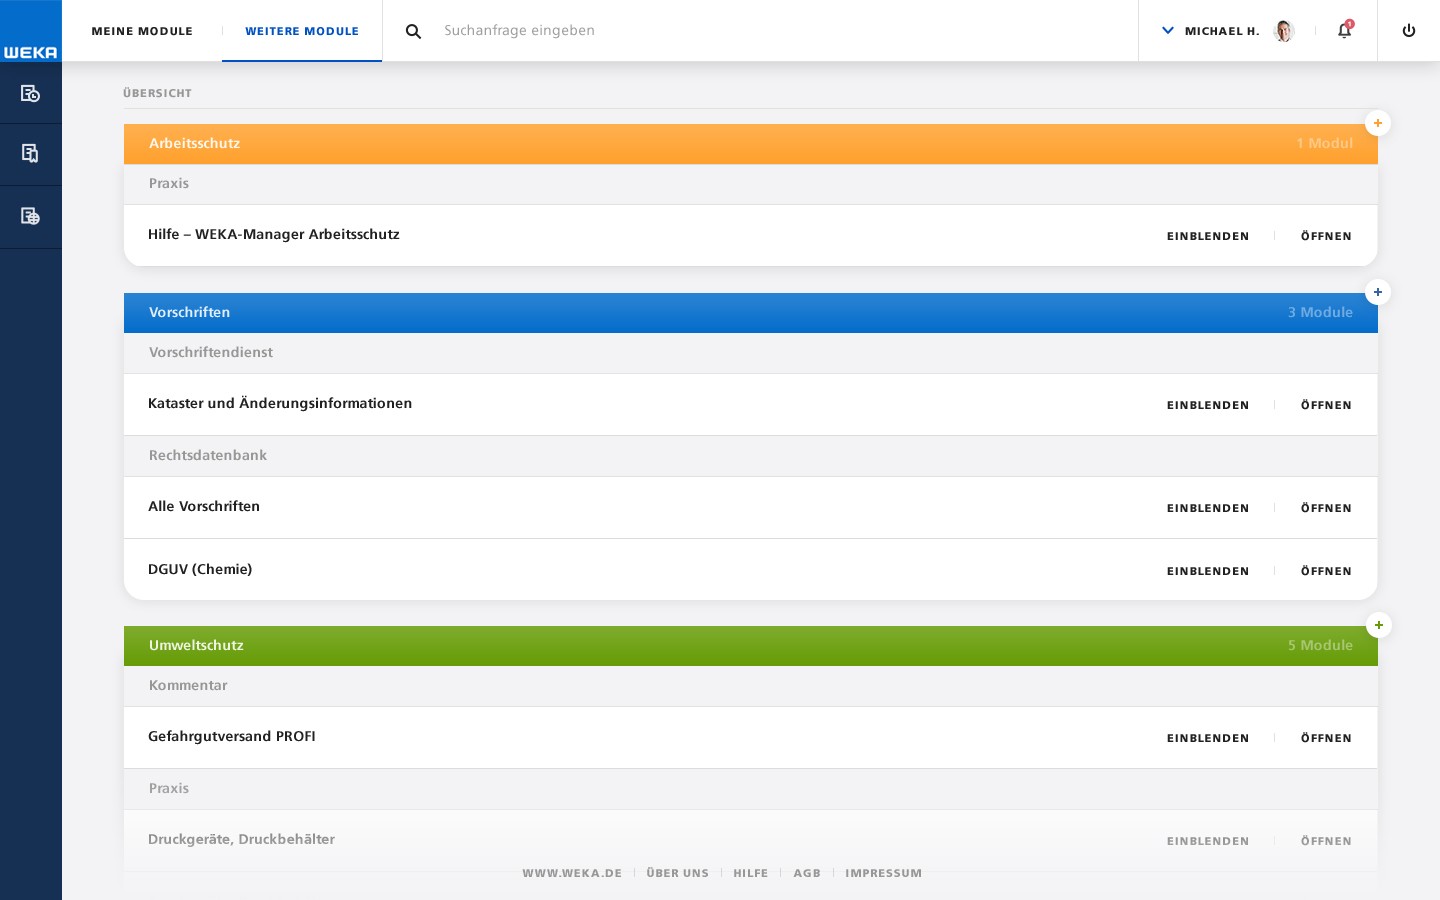 MEINE MODULE
WEITERE MODULE
Suchanfrage eingeben
MICHAEL H.
1
WEKA
ÜBERSICHT
Arbeitsschutz 1 Modul
Praxis
Hilfe – WEKA-Manager Arbeitsschutz EINBLENDEN ÖFFNEN
Vorschriften 3 Module
Vorschriftendienst
Kataster und Änderungsinformationen EINBLENDEN ÖFFNEN
Rechtsdatenbank
Alle Vorschriften EINBLENDEN ÖFFNEN
DGUV (Chemie) EINBLENDEN ÖFFNEN
Umweltschutz 5 Module
Kommentar
Gefahrgutversand PROFI EINBLENDEN ÖFFNEN
Praxis
Druckgeräte, Druckbehälter EINBLENDEN ÖFFNEN
WWW.WEKA.DE ÜBER UNS HILFE AGB IMPRESSUM